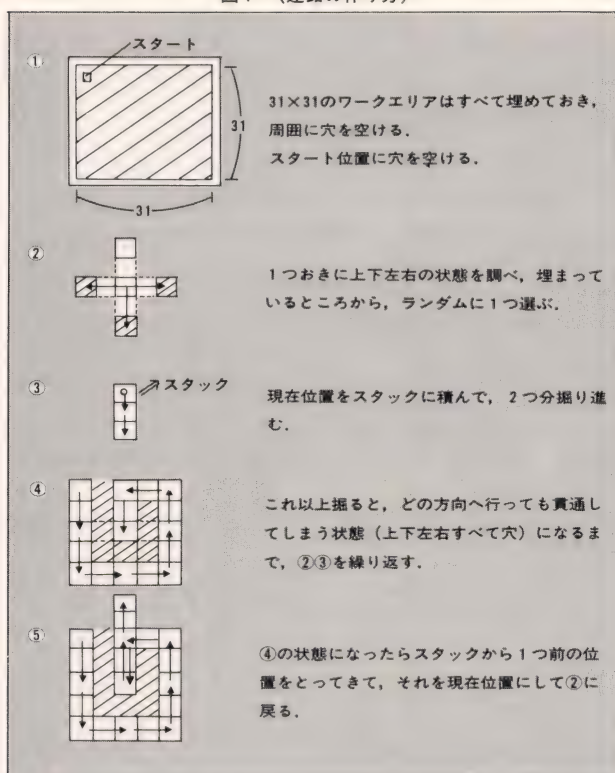 ①
スタート
31
31
31×31のワークエリアはすべて埋めておき,
周囲に穴を空ける.
スタート位置に穴を空ける.
②
1つおきに上下左右の状態を調べ, 埋まって
いるところから, ランダムに1つ選ぶ.
③
スタック
現在位置をスタックに積んで, 2つ分掘り進
む.
④
これ以上掘ると, どの方向へ行っても貫通し
てしまう状態（上下左右すべて穴）になるま
で, ②③を繰り返す.
⑤
④の状態になったらスタックから1つ前の位
置をとってきて, それを現在位置にして②に
戻る.